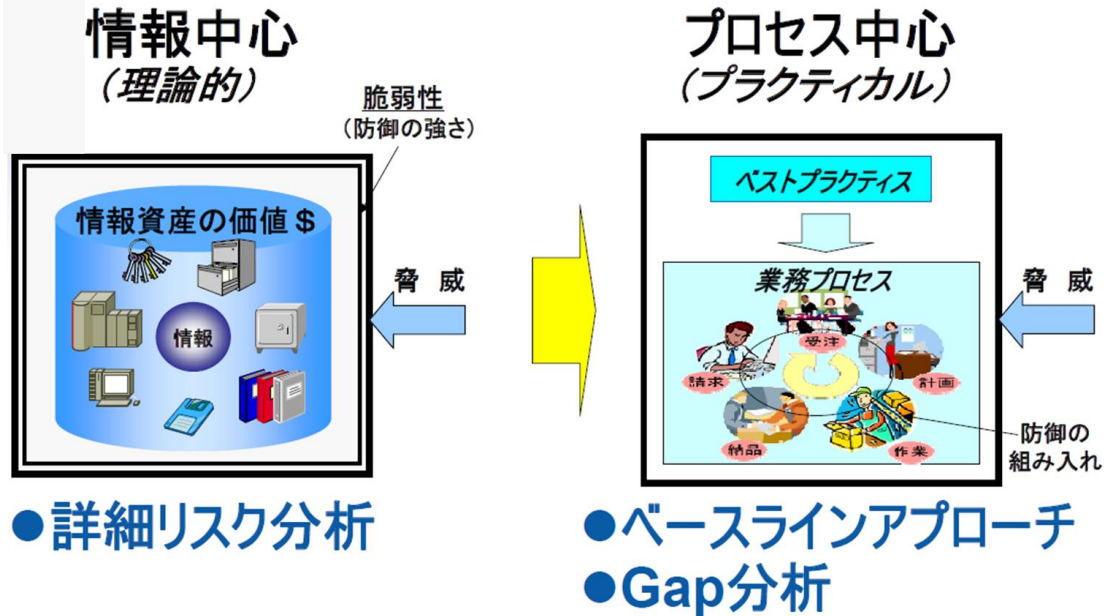 情報中心
(理論的)
脆弱性
(防御の強さ)
情報資産の価値＄
情報
脅 威
●詳細リスク分析
プロセス中心
(プラクティカル)
ベストプラクティス
業務プロセス
受注
計画
作業
納品
請求
脅 威
防御の
組み入れ
●ベースラインアプローチ
●Gap分析